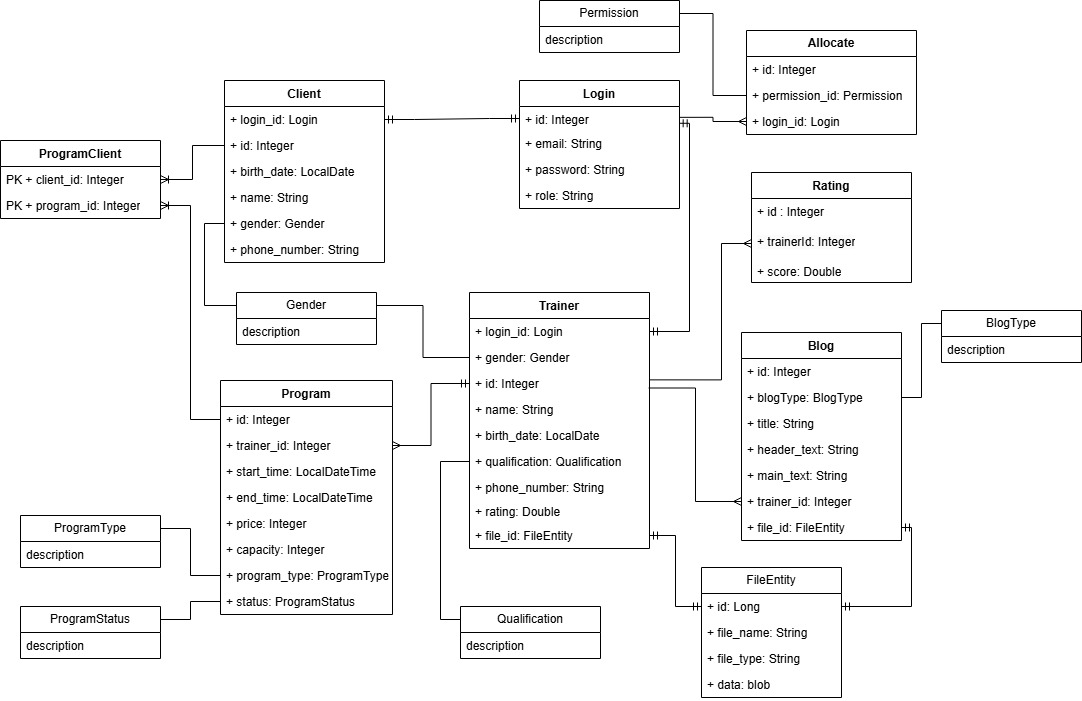 Permission
description
Allocate
+ id: Integer
+ permission_id: Permission
+ login_id: Login
Client
+ login_id: Login
+ id: Integer
+ birth_date: LocalDate
+ name: String
+ gender: Gender
+ phone_number: String
Login
+ id: Integer
+ email: String
+ password: String
+ role: String
ProgramClient
PK + client_id: Integer
PK + program_id: Integer
Rating
+ id : Integer
+ trainerId: Integer
+ score: Double
Gender
description
Trainer
+ login_id: Login
+ gender: Gender
+ id: Integer
+ name: String
+ birth_date: LocalDate
+ qualification: Qualification
+ phone_number: String
+ rating: Double
+ file_id: FileEntity
BlogType
description
Blog
+ id: Integer
+ blogType: BlogType
+ title: String
+ header_text: String
+ main_text: String
+ trainer_id: Integer
+ file_id: FileEntity
Program
+ id: Integer
+ trainer_id: Integer
+ start_time: LocalDateTime
+ end_time: LocalDateTime
+ price: Integer
+ capacity: Integer
+ program_type: ProgramType
+ status: ProgramStatus
ProgramType
description
ProgramStatus
description
Qualification
description
FileEntity
+ id: Long
+ file_name: String
+ file_type: String
+ data: blob